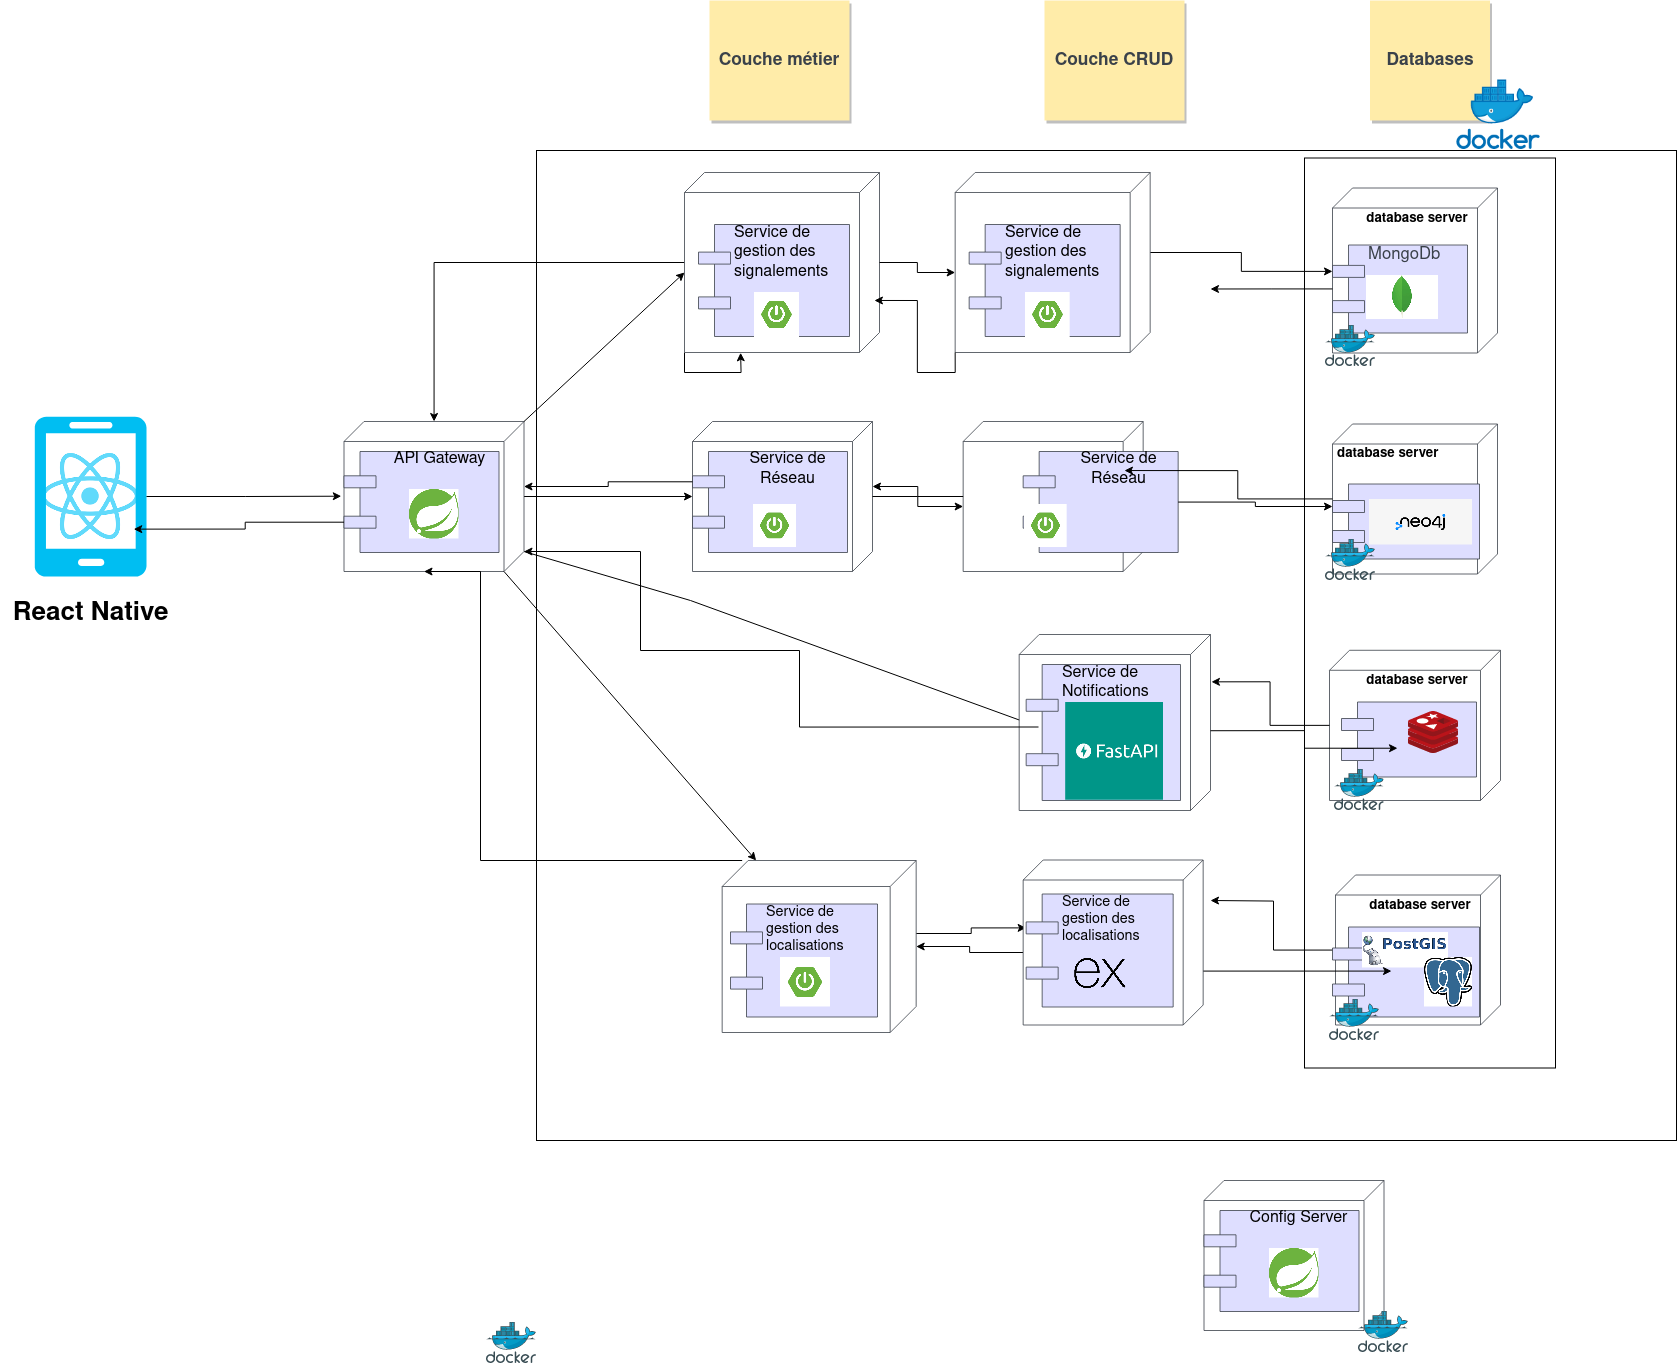 Couche métier
Couche CRUD
Databases
docker
Service de
gestion des
signalements
Service de
gestion des
signalements
database server
MongoDb
docker
API Gateway
Service de
Réseau
Service de
Réseau
database server
neo4j
docker
React Native
Service de
Notifications
FastAPI
database server
docker
Service de
gestion des
localisations
Service de
gestion des
localisations
ex
database server
PostGIS
docker
Config Server
docker
docker